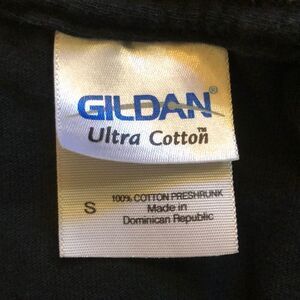 GILDAN®
Ultra Cotton™
100% COTTON PRESHRUNK
S Made in
Dominican Republic